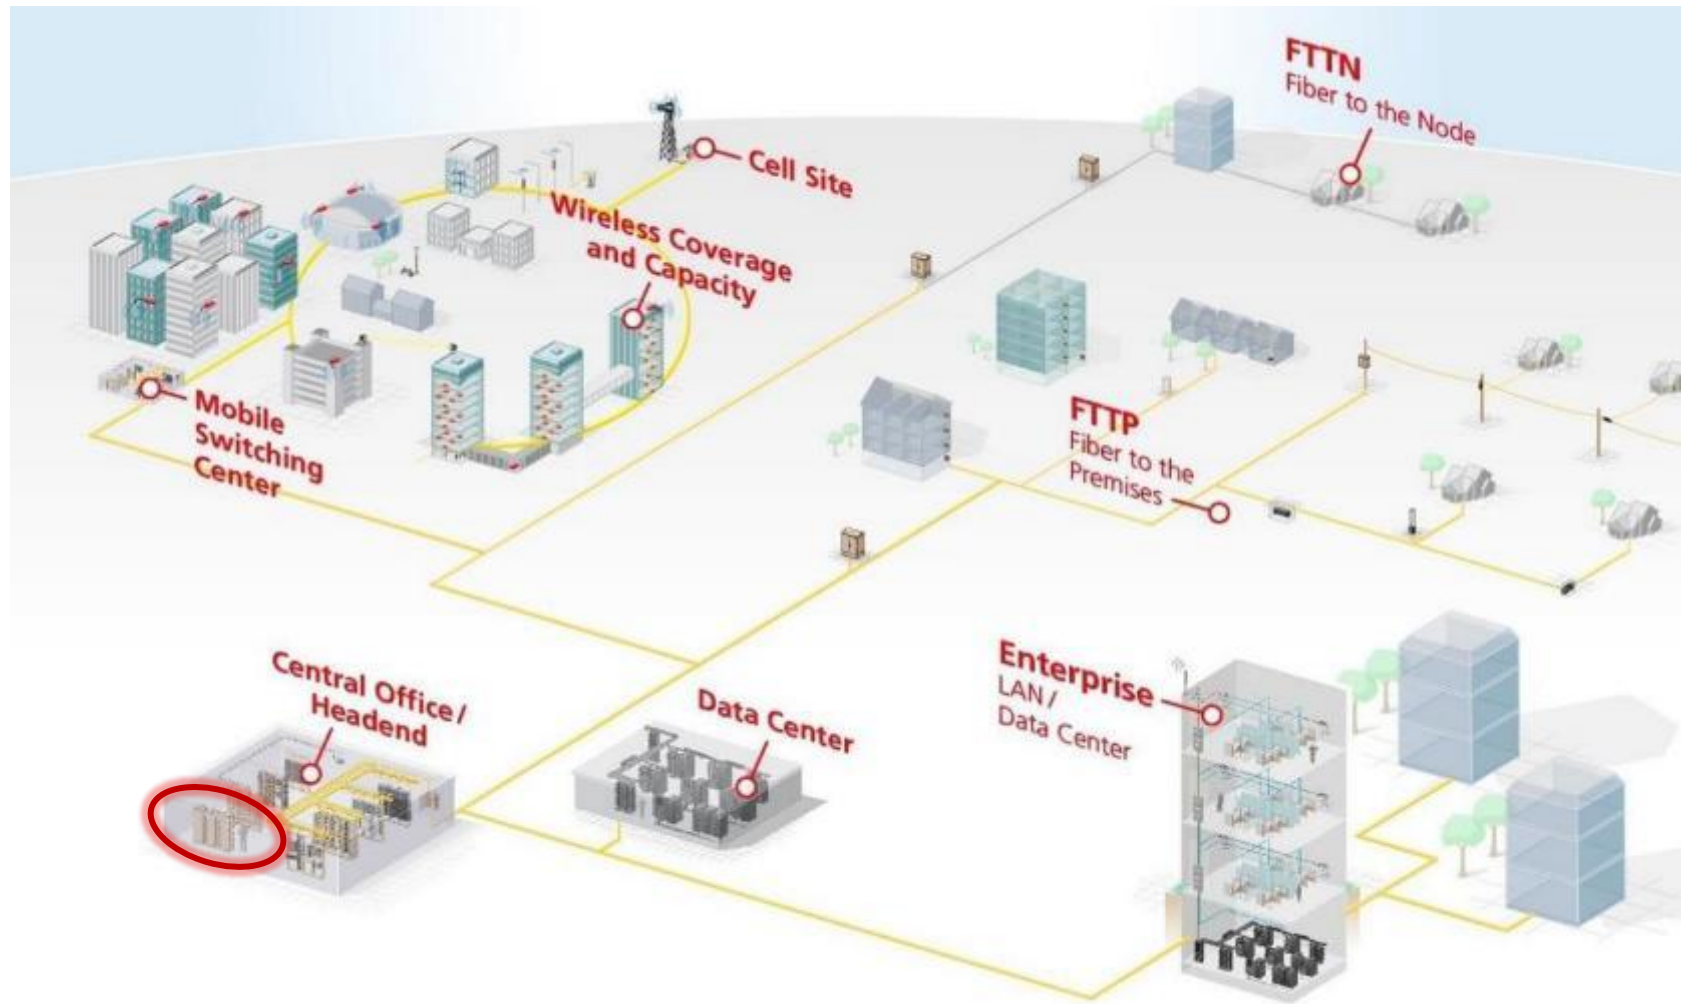 FTTN
Fiber to the Node
Cell Site
Wireless Coverage
and Capacity
Mobile
Switching
Center
FTTP
Fiber to the
Premises
Central Office/
Headend
Data Center
Enterprise
LAN/
Data Center